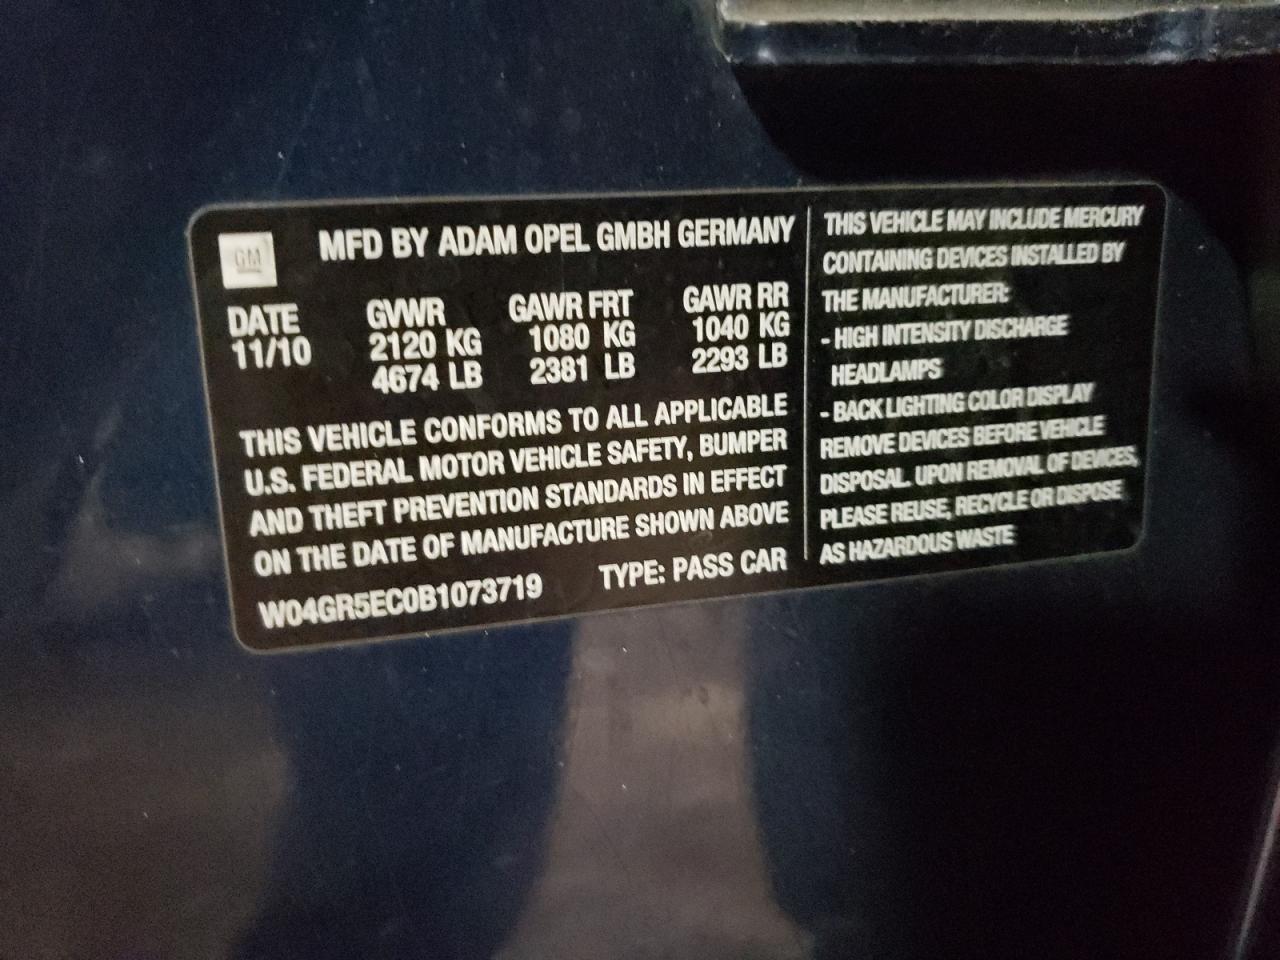 GM
MFD BY ADAM OPEL GMBH GERMANY
DATE GVWR GAWR FRT GAWR RR
11/10 2120 KG 1080 KG 1040 KG
4674 LB 2381 LB 2293 LB
THIS VEHICLE CONFORMS TO ALL APPLICABLE
U.S. FEDERAL MOTOR VEHICLE SAFETY, BUMPER
AND THEFT PREVENTION STANDARDS IN EFFECT
ON THE DATE OF MANUFACTURE SHOWN ABOVE
W04GR5EC0B1073719 TYPE: PASS CAR
THIS VEHICLE MAY INCLUDE MERCURY
CONTAINING DEVICES INSTALLED BY
THE MANUFACTURER:
- HIGH INTENSITY DISCHARGE
HEADLAMPS
- BACK LIGHTING COLOR DISPLAY
REMOVE DEVICES BEFORE VEHICLE
DISPOSAL. UPON REMOVAL OF DEVICES,
PLEASE REUSE, RECYCLE OR DISPOSE
AS HAZARDOUS WASTE